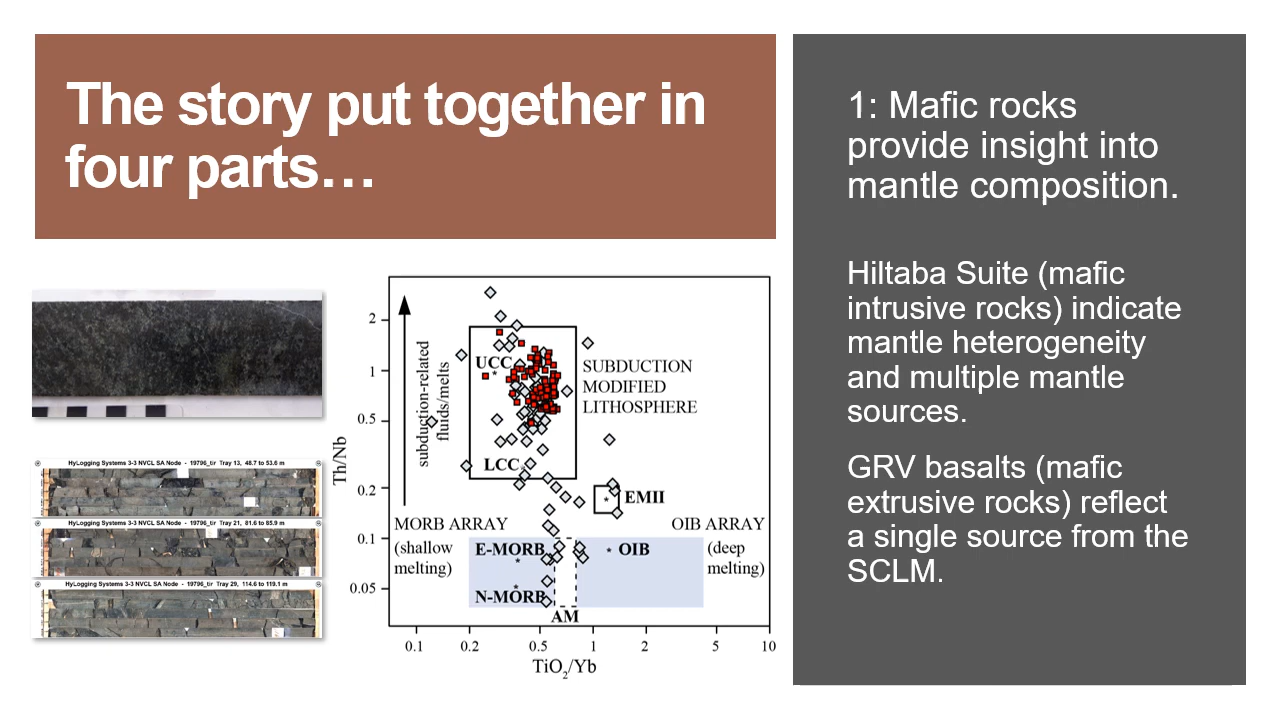 The story put together in
four parts…
1: Mafic rocks
provide insight into
mantle composition.
Hiltaba Suite (mafic
intrusive rocks) indicate
mantle heterogeneity
and multiple mantle
sources.
GRV basalts (mafic
extrusive rocks) reflect
a single source from the
SCLM.
HyLogging Systems 3-3 NVCL SA Node - 19796_tir Tray 13, 48.7 to 53.6 m
HyLogging Systems 3-3 NVCL SA Node - 19796_tir Tray 21, 81.6 to 85.9 m
HyLogging Systems 3-3 NVCL SA Node - 19796_tir Tray 29, 114.6 to 119.1 m
Th/Nb
2
1
0.5
0.2
0.1
0.05
subduction-related
fluids/melts
UCC
SUBDUCTION
MODIFIED
LITHOSPHERE
LCC
EMII
MORB ARRAY
(shallow
melting)
OIB ARRAY
(deep
melting)
E-MORB
OIB
N-MORB
AM
0.1 0.2 0.5 1 2 5 10
TiO2/Yb